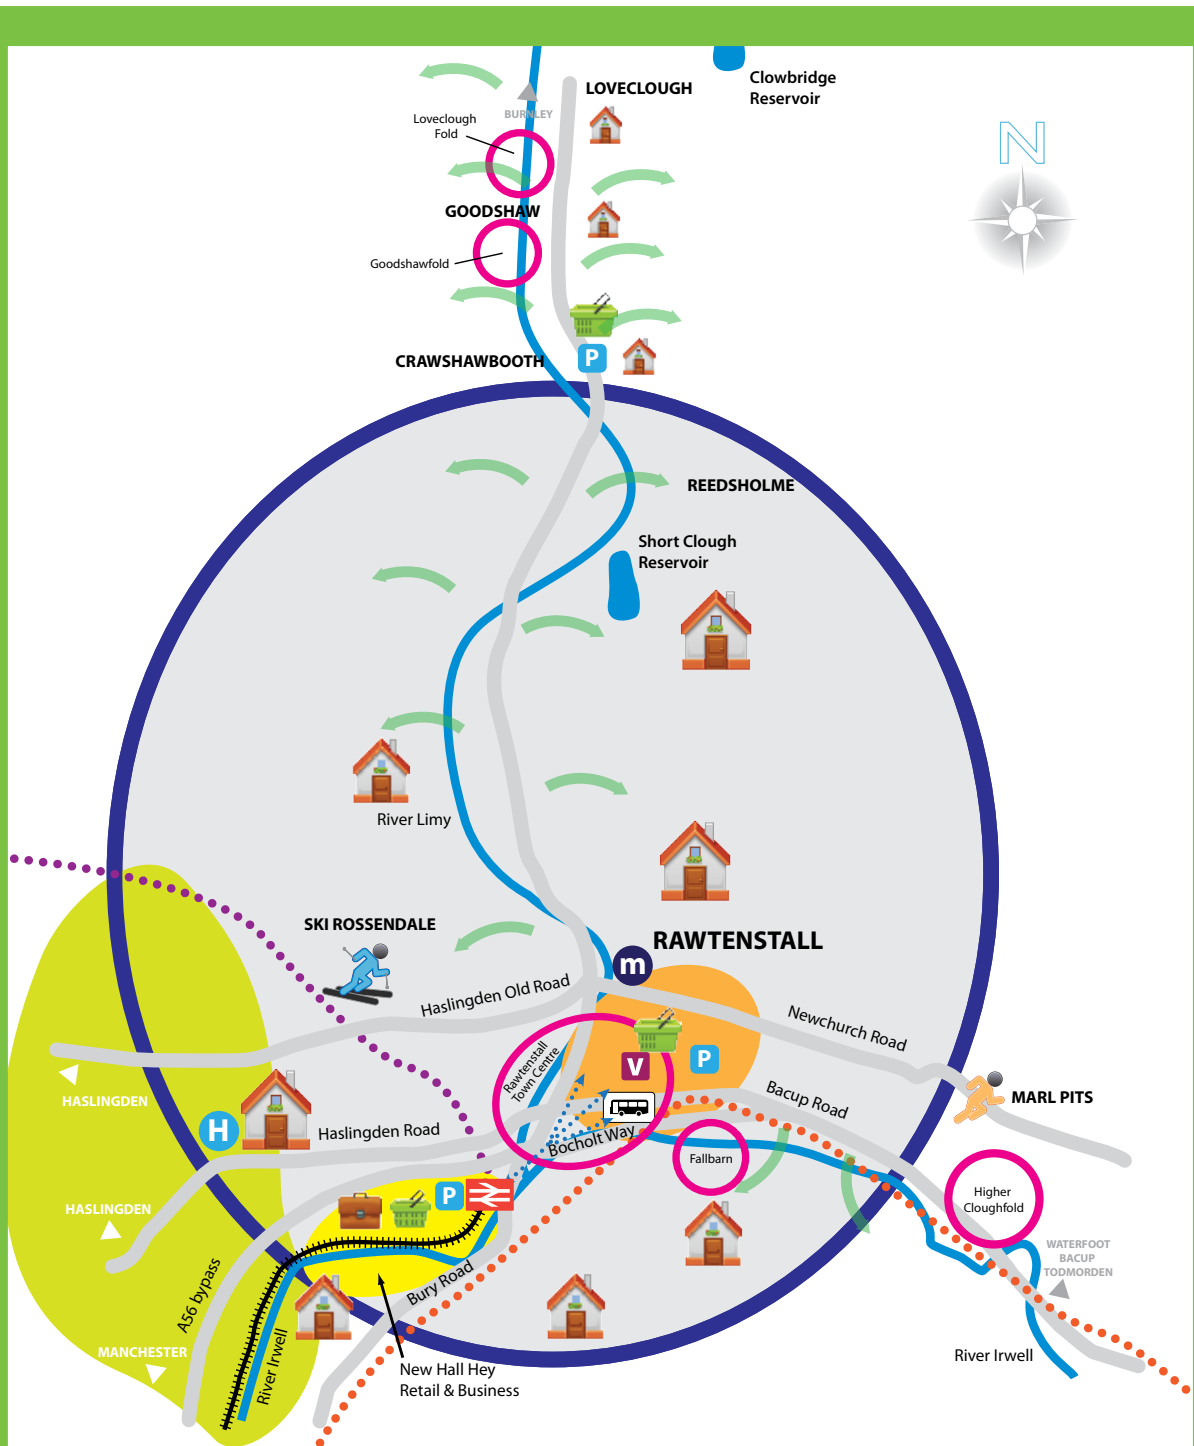 Clowbridge
Reservoir
LOVECLOUGH
BURNLEY
Loveclough
Fold
N
GOODSHAW
Goodshawfold
CRAWSHAWBOOTH
P
REEDSHOLME
Short Clough
Reservoir
River Limy
SKI ROSSENDALE
RAWTENSTALL
m
Haslingden Old Road
Newchurch Road
Rawtenstall
Town Centre
V
P
HASLINGDEN
Bacup Road
MARL PITS
H
Haslingden Road
Bocholt Way
Fallbarn
Higher
Cloughfold
P
HASLINGDEN
WATERFOOT
BACUP
TODMORDEN
A56 bypass
Bury Road
MANCHESTER
River Irwell
River Irwell
New Hall Hey
Retail & Business